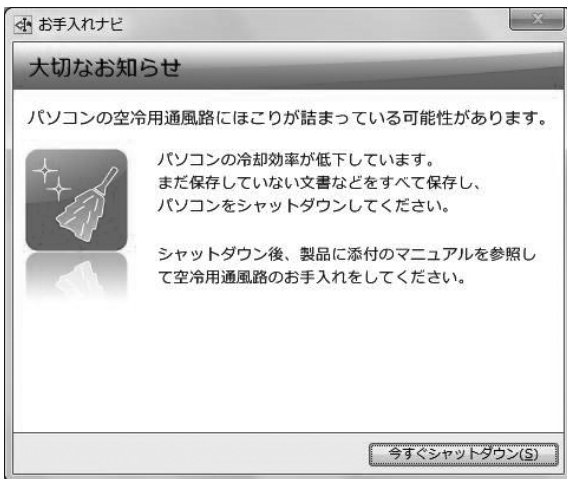 お手入れナビ
大切なお知らせ
パソコンの空冷用通風路にほこりが詰まっている可能性があります。
パソコンの冷却効率が低下しています。
まだ保存していない文書などをすべて保存し、
パソコンをシャットダウンしてください。
シャットダウン後、製品に添付のマニュアルを参照し
て空冷用通風路のお手入れをしてください。
今すぐシャットダウン(S)